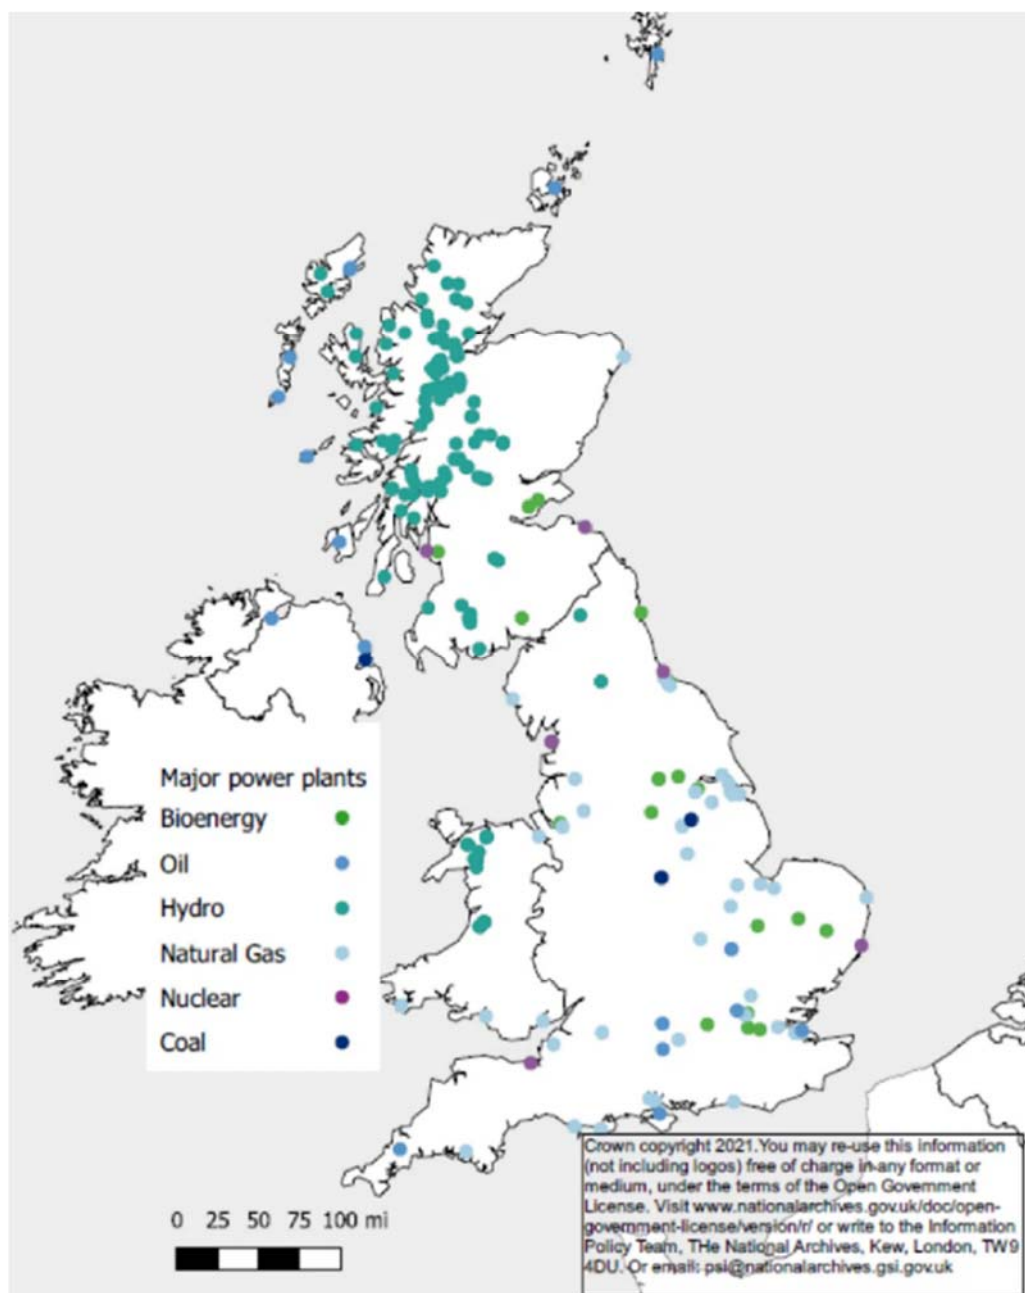 Major power plants
Bioenergy
Oil
Hydro
Natural Gas
Nuclear
Coal
0 25 50 75 100 mi
Crown copyright 2021.You may re-use this information
(not including logos) free of charge in any format or
medium, under the terms of the Open Government
License. Visit www.nationalarchives.gov.uk/doc/open-
government-license/version/r/ or write to the Information
Policy Team, THe National Archives, Kew, London, TW9
4DU. Or email: psi@nationalarchives.gsi.gov.uk